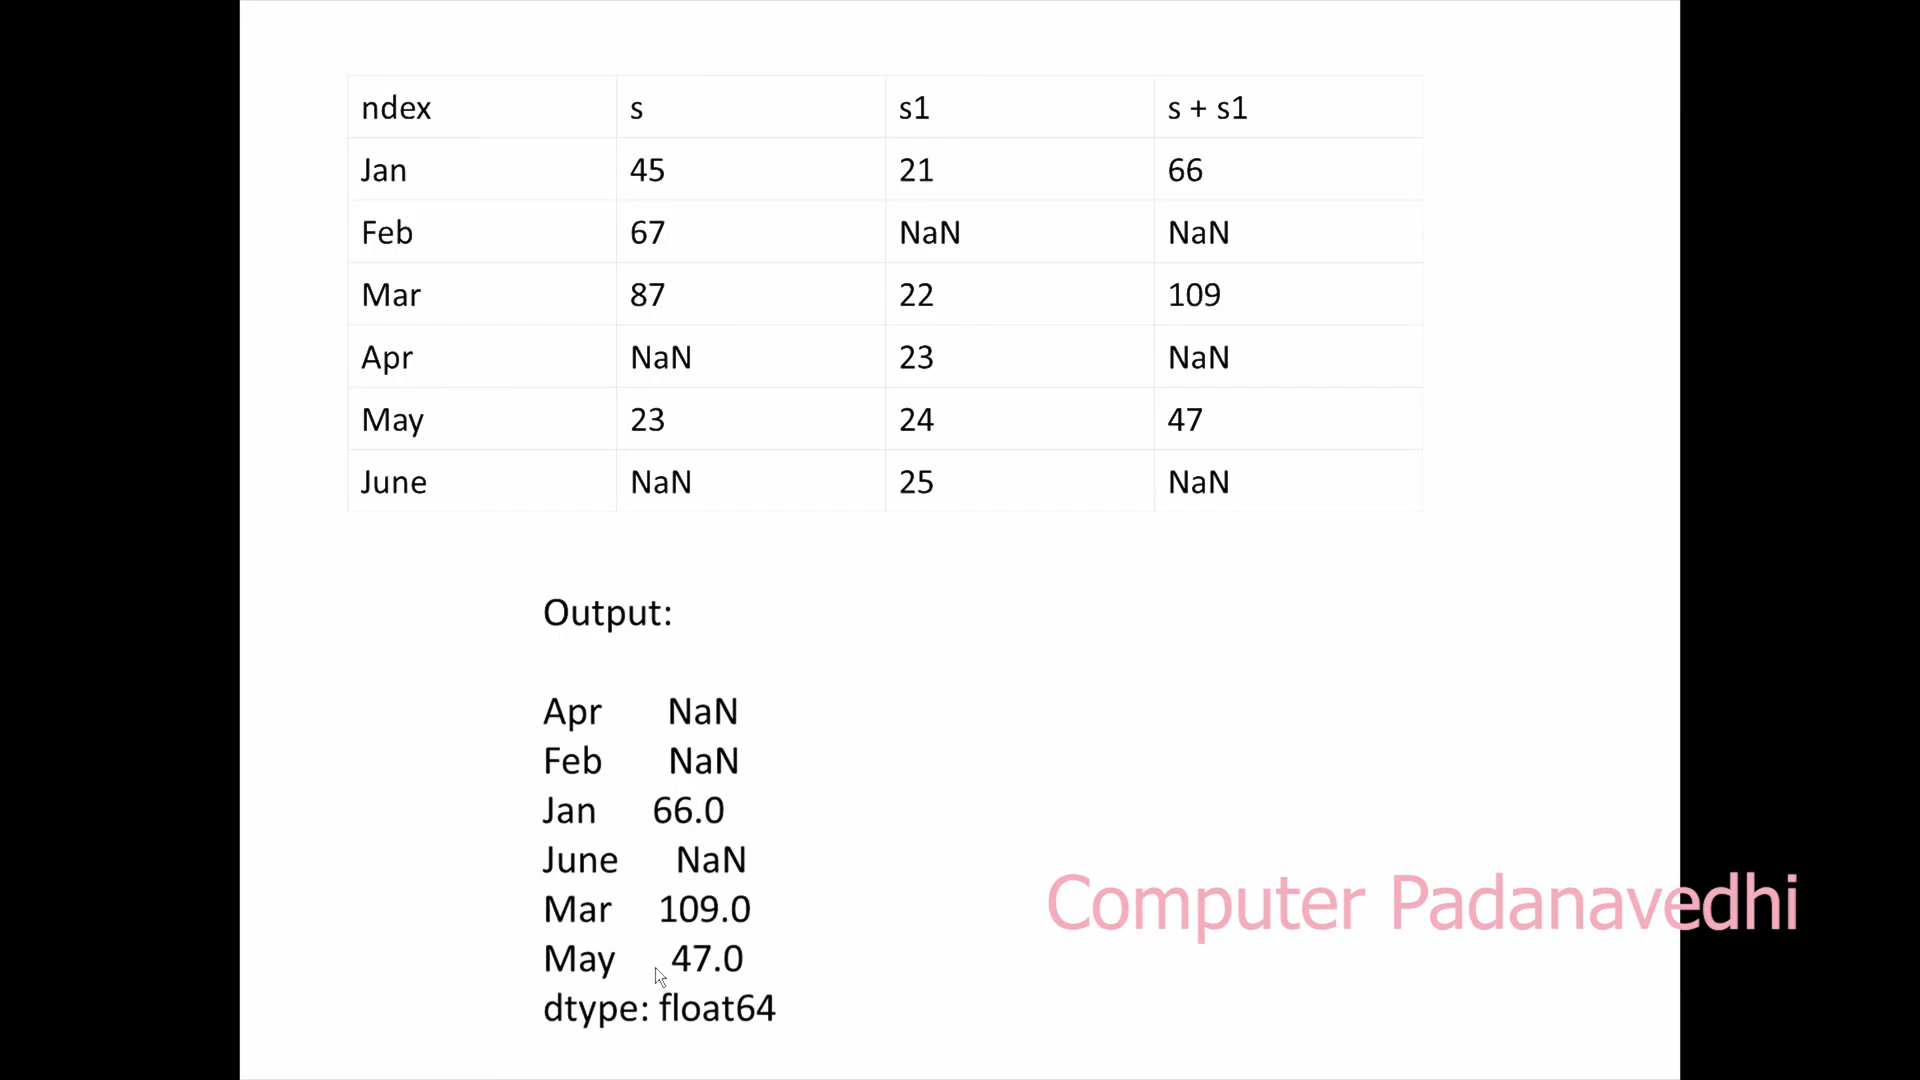 ndex s s1 s + s1
Jan 45 21 66
Feb 67 NaN NaN
Mar 87 22 109
Apr NaN 23 NaN
May 23 24 47
June NaN 25 NaN
Output:
Apr NaN
Feb NaN
Jan 66.0
June NaN
Mar 109.0
May 47.0
dtype: float64
Computer Padanavedhi